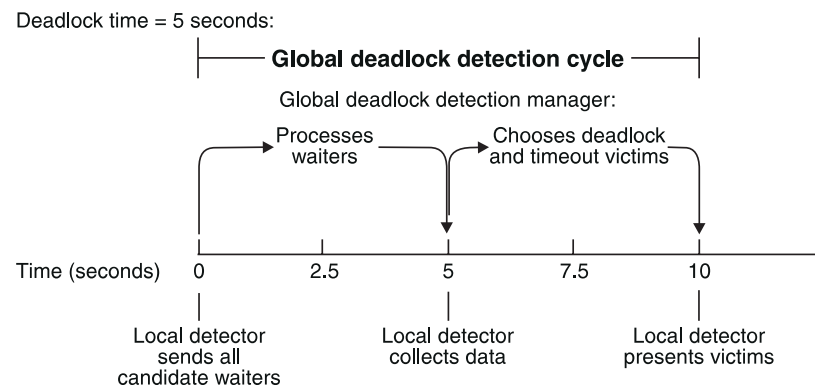 Deadlock time = 5 seconds:
Global deadlock detection cycle
Global deadlock detection manager:
Processes
waiters
Chooses deadlock
and timeout victims
Time (seconds) 0 2.5 5 7.5 10
Local detector
sends all
candidate waiters
Local detector
collects data
Local detector
presents victims